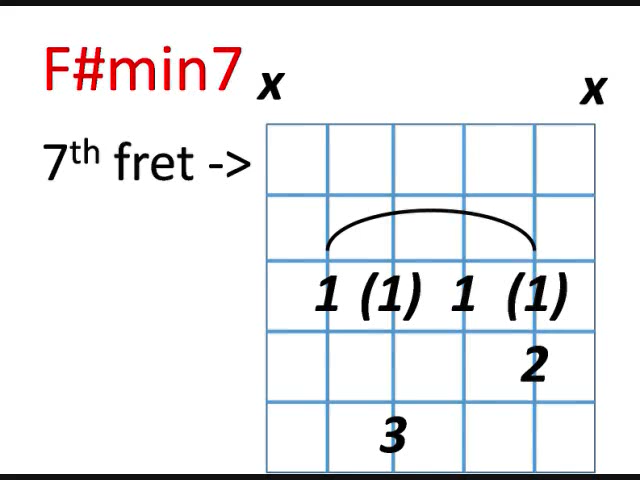 F#min7
x x
7th fret ->
1 (1) 1 (1)
2
3